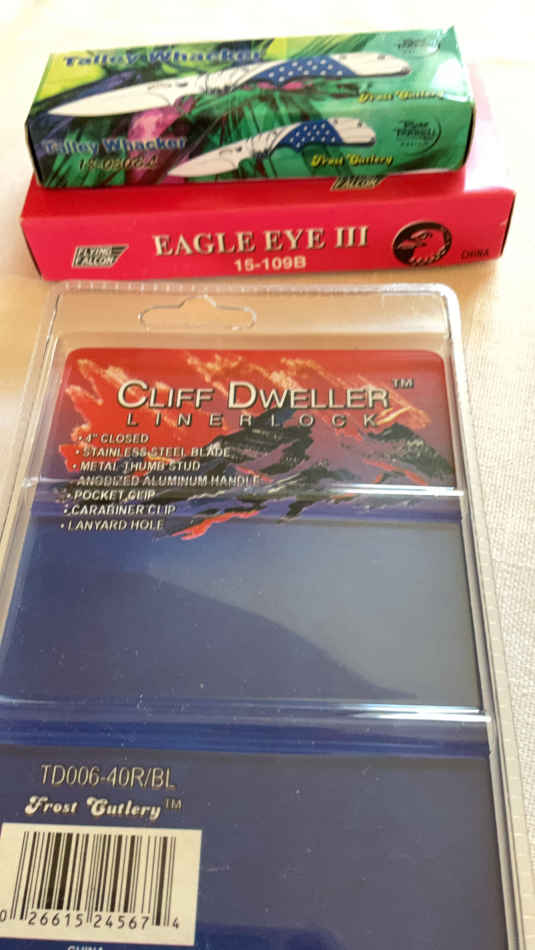 Talley Whacker
Frost Cutlery
Talley Whacker
Frost Cutlery
FALCON
FLYING FALCON
EAGLE EYE III
15-109B
CHINA
CLIFF DWELLER™
LINERLOCK
• 4" CLOSED
• STAINLESS STEEL BLADE
• METAL THUMB STUD
• ANODIZED ALUMINUM HANDLE
• POCKET CLIP
• CARABINER CLIP
• LANYARD HOLE
TD006-40R/BL
Frost Cutlery™
0 26615 24567 4
CHINA